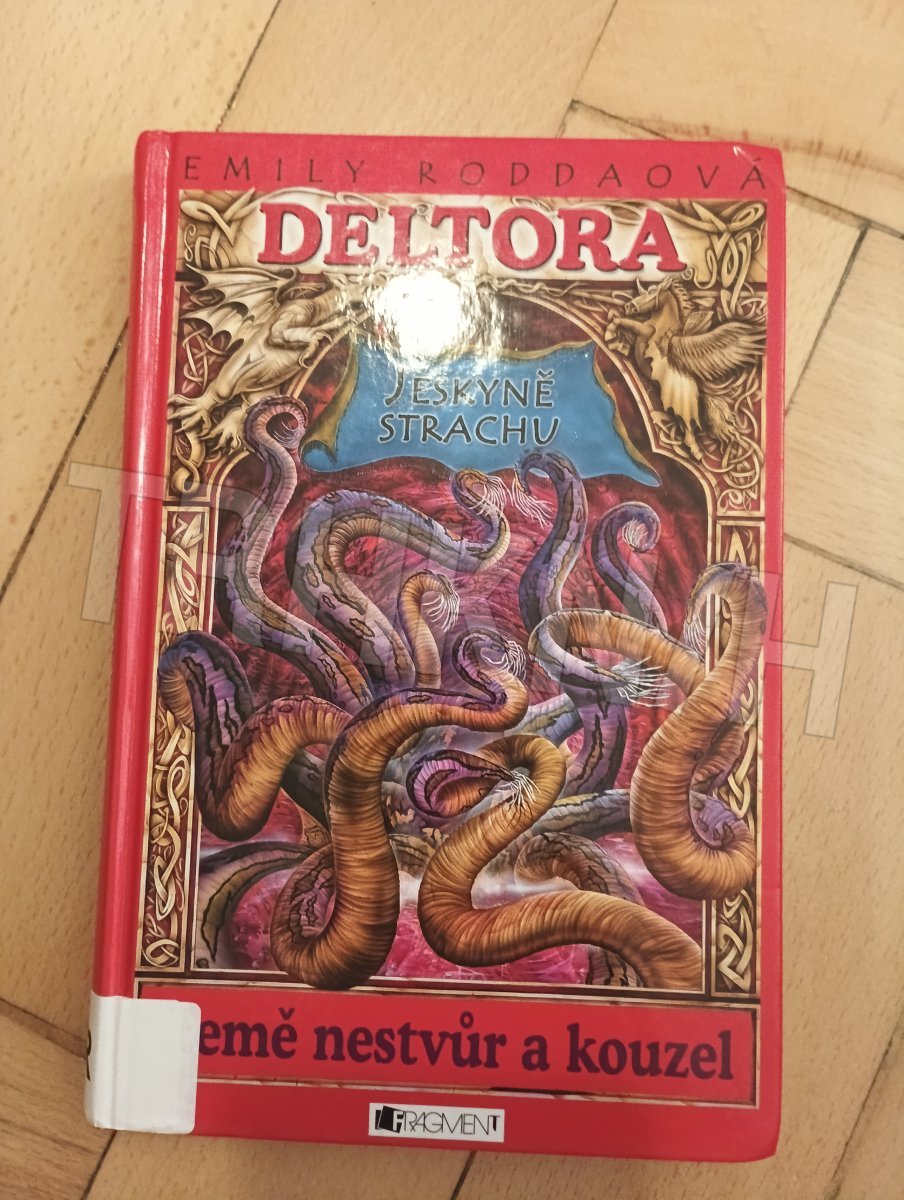 EMILY RODDAOVÁ
DELTORA
JESKYNĚ
STRACHU
emě nestvůr a kouzel
FRAGMENT